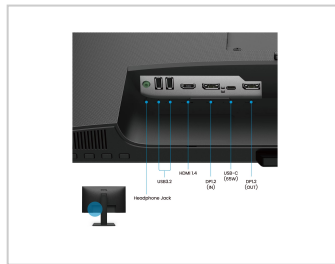 HDMI 1.4
USB-C
(65W)
USB3.2
DP1.2
(IN)
DP1.2
(OUT)
Headphone Jack